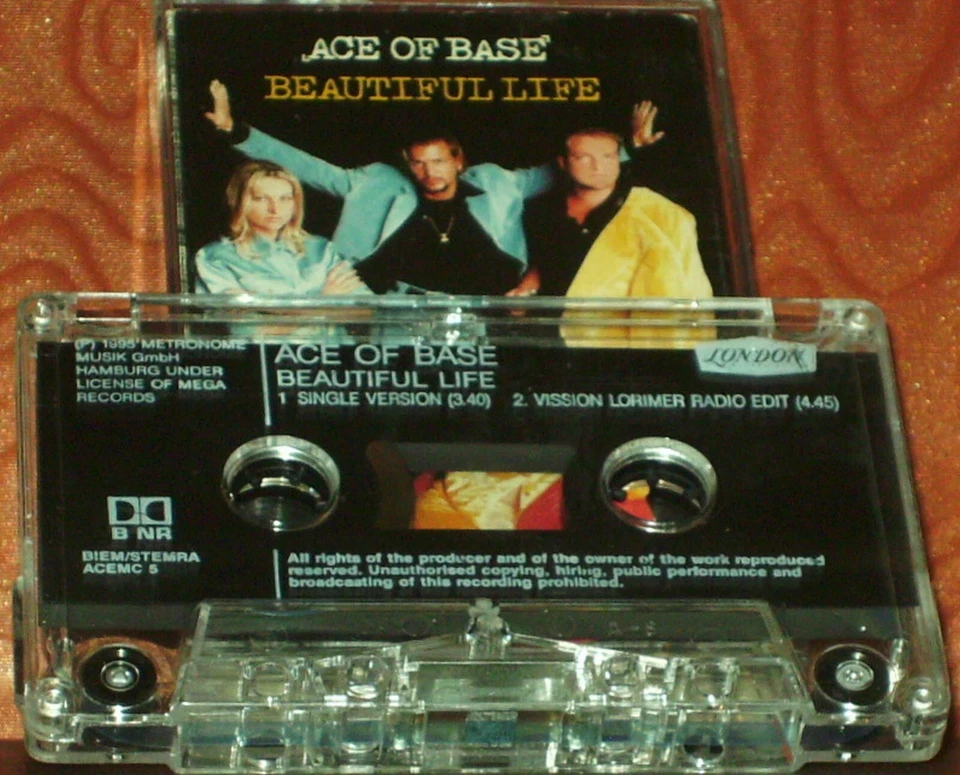 ACE OF BASE
BEAUTIFUL LIFE
(P) 1995 METRONOME
MUSIK GmbH
HAMBURG UNDER
LICENSE OF MEGA
RECORDS
ACE OF BASE
BEAUTIFUL LIFE
1 SINGLE VERSION (3.40) 2. VISSION LORIMER RADIO EDIT (4.45)
LONDON
B NR
BIEM/STEMRA
ACEMC 5
All rights of the producer and of the owner of the work reproduced
reserved. Unauthorised copying, hiring, public performance and
broadcasting of this recording prohibited.